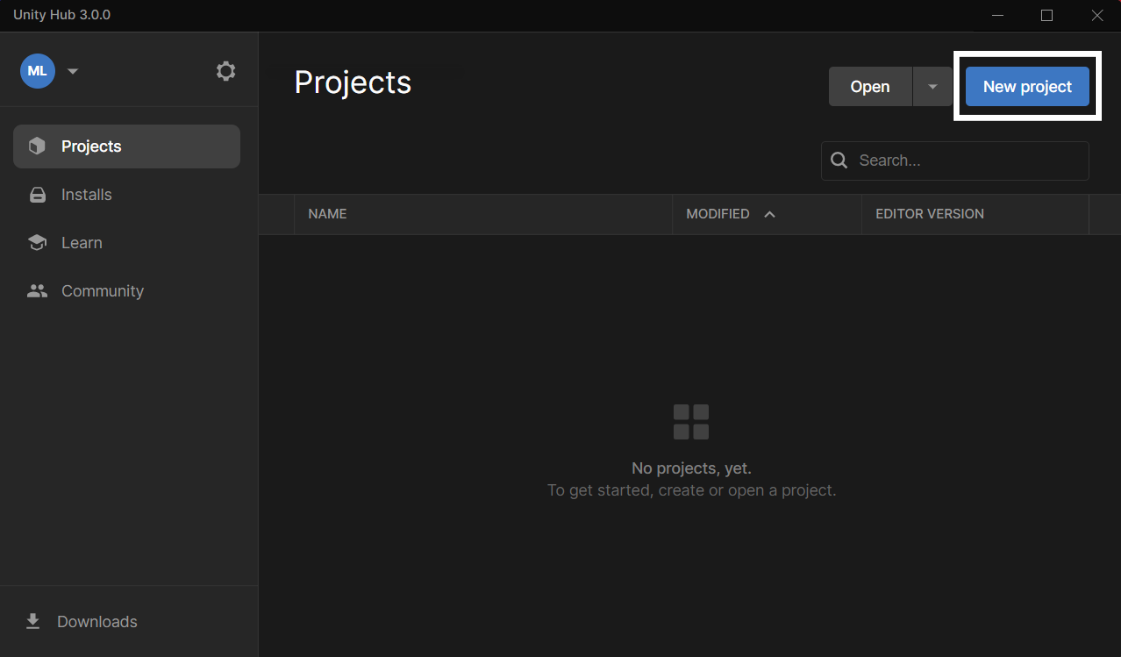 Unity Hub 3.0.0
ML
Projects
Installs
Learn
Community
Downloads
Projects
Open
New project
Search...
NAME MODIFIED EDITOR VERSION
No projects, yet.
To get started, create or open a project.